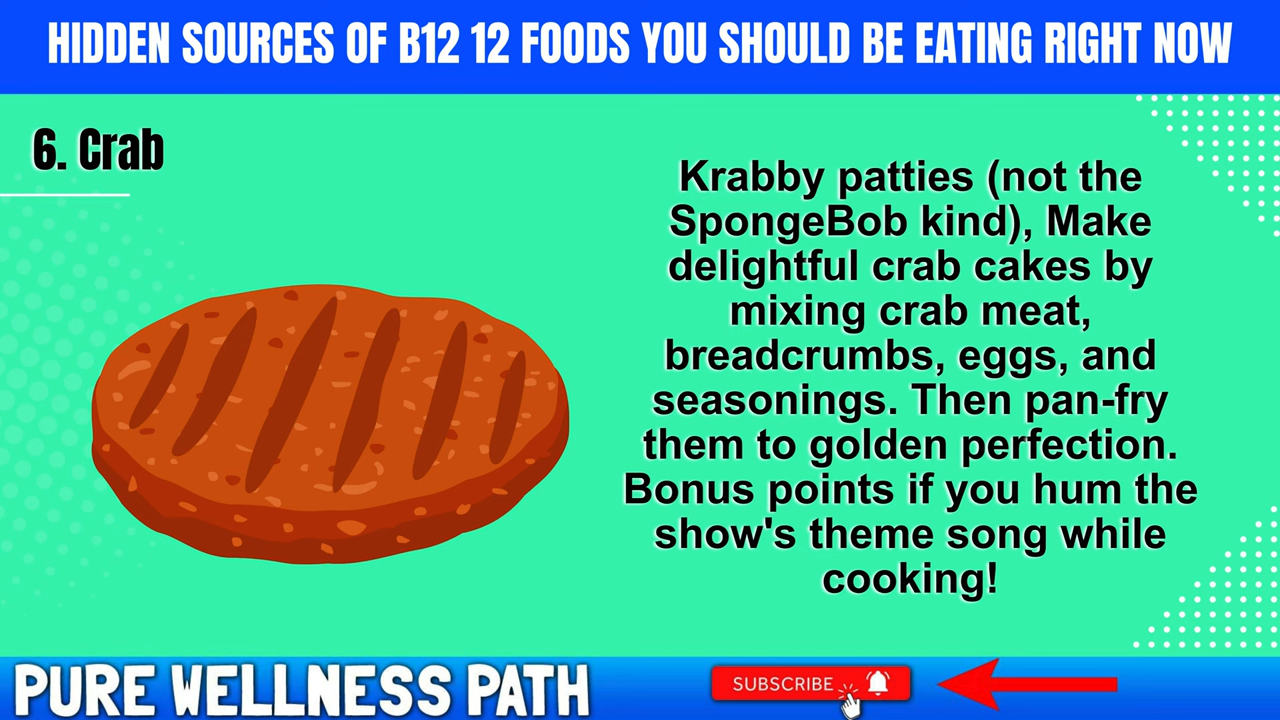 HIDDEN SOURCES OF B12 12 FOODS YOU SHOULD BE EATING RIGHT NOW
6. Crab
Krabby patties (not the
SpongeBob kind), Make
delightful crab cakes by
mixing crab meat,
breadcrumbs, eggs, and
seasonings. Then pan-fry
them to golden perfection.
Bonus points if you hum the
show's theme song while
cooking!
PURE WELLNESS PATH
SUBSCRIBE